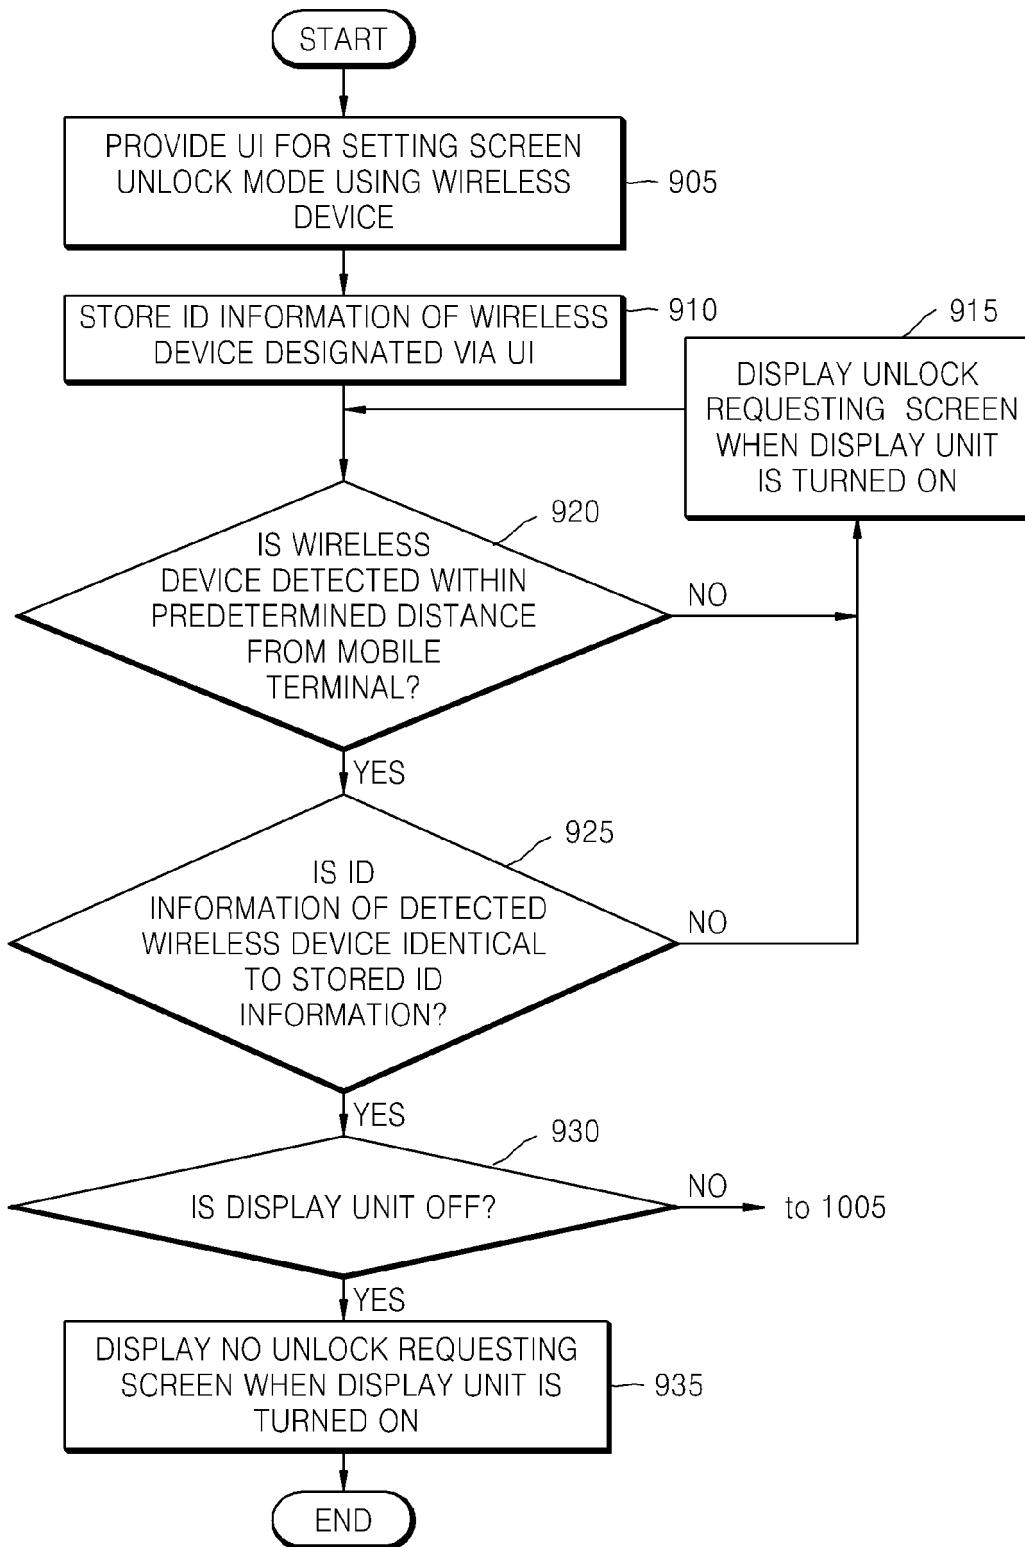 START
PROVIDE UI FOR SETTING SCREEN
UNLOCK MODE USING WIRELESS
DEVICE
905
STORE ID INFORMATION OF WIRELESS
DEVICE DESIGNATED VIA UI
910
915
DISPLAY UNLOCK
REQUESTING SCREEN
WHEN DISPLAY UNIT
IS TURNED ON
920
IS WIRELESS
DEVICE DETECTED WITHIN
PREDETERMINED DISTANCE
FROM MOBILE
TERMINAL?
NO
YES
925
IS ID
INFORMATION OF DETECTED
WIRELESS DEVICE IDENTICAL
TO STORED ID
INFORMATION?
NO
YES
930
IS DISPLAY UNIT OFF?
NO
to 1005
YES
DISPLAY NO UNLOCK REQUESTING
SCREEN WHEN DISPLAY UNIT IS
TURNED ON
935
END